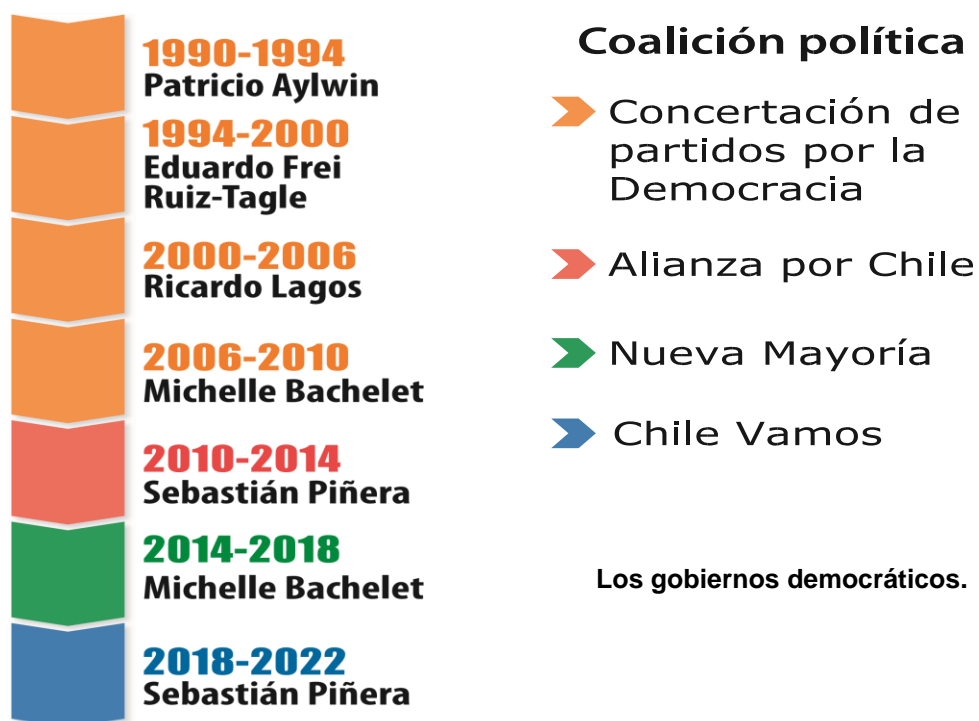 1990-1994
Patricio Aylwin
1994-2000
Eduardo Frei
Ruiz-Tagle
2000-2006
Ricardo Lagos
2006-2010
Michelle Bachelet
2010-2014
Sebastián Piñera
2014-2018
Michelle Bachelet
2018-2022
Sebastián Piñera
Coalición política
Concertación de
partidos por la
Democracia
Alianza por Chile
Nueva Mayoría
Chile Vamos
Los gobiernos democráticos.